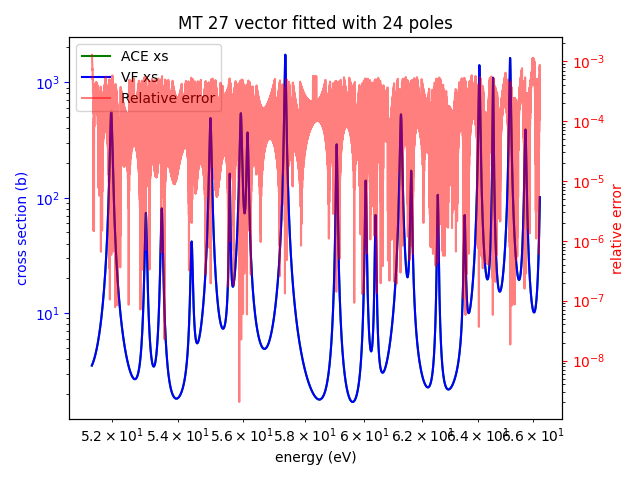 MT 27 vector fitted with 24 poles
ACE xs
VF xs
Relative error
cross section (b)
10³
10²
10¹
10⁻³
10⁻⁴
10⁻⁵
10⁻⁶
10⁻⁷
10⁻⁸
relative error
5.2 × 10¹ 5.4 × 10¹ 5.6 × 10¹ 5.8 × 10¹ 6 × 10¹ 6.2 × 10¹ 6.4 × 10¹ 6.6 × 10¹
energy (eV)